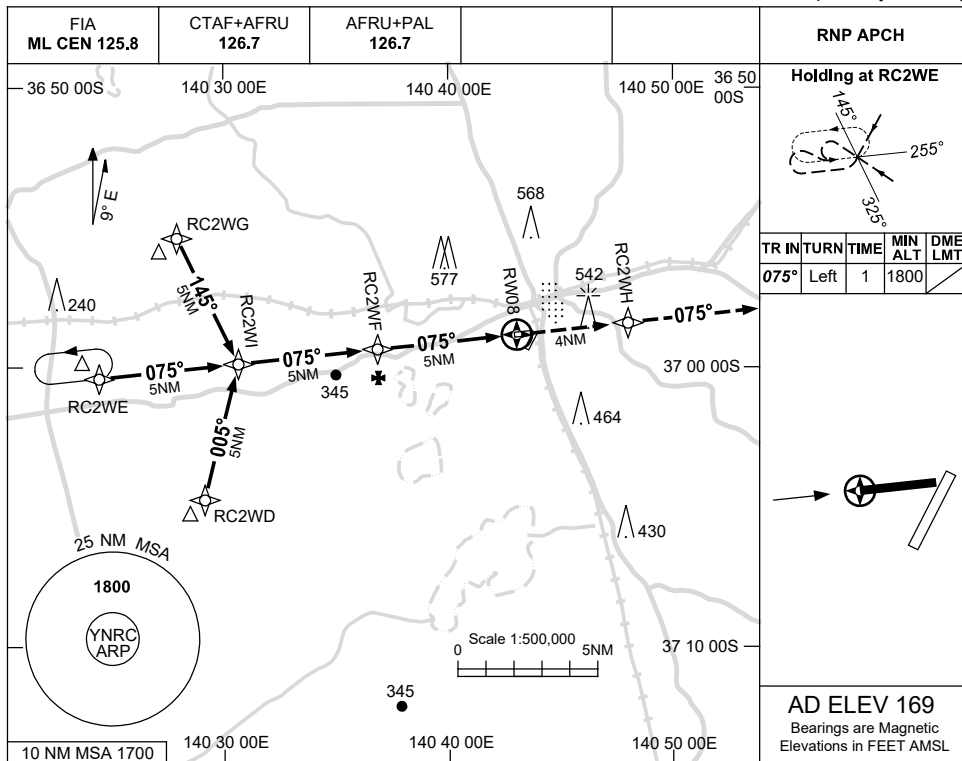 FIA
ML CEN 125.8
CTAF+AFRU
126.7
AFRU+PAL
126.7
RNP APCH
36 50 00S
140 30 00E
140 40 00E
140 50 00E
36 50
00S
Holding at RC2WE
145°
255°
325°
TR IN
TURN
TIME
MIN
ALT
DME
LMT
075°
Left
1
1800
9° E
RC2WG
568
577
542
240
145°
5NM
RC2WI
RC2WF
RW08
RC2WH
075°
5NM
075°
5NM
075°
5NM
4NM
075°
RC2WE
345
37 00 00S
464
005°
5NM
RC2WD
430
25 NM MSA
1800
YNRC
ARP
Scale 1:500,000
0
5NM
37 10 00S
345
10 NM MSA 1700
140 30 00E
140 40 00E
140 50 00E
AD ELEV 169
Bearings are Magnetic
Elevations in FEET AMSL